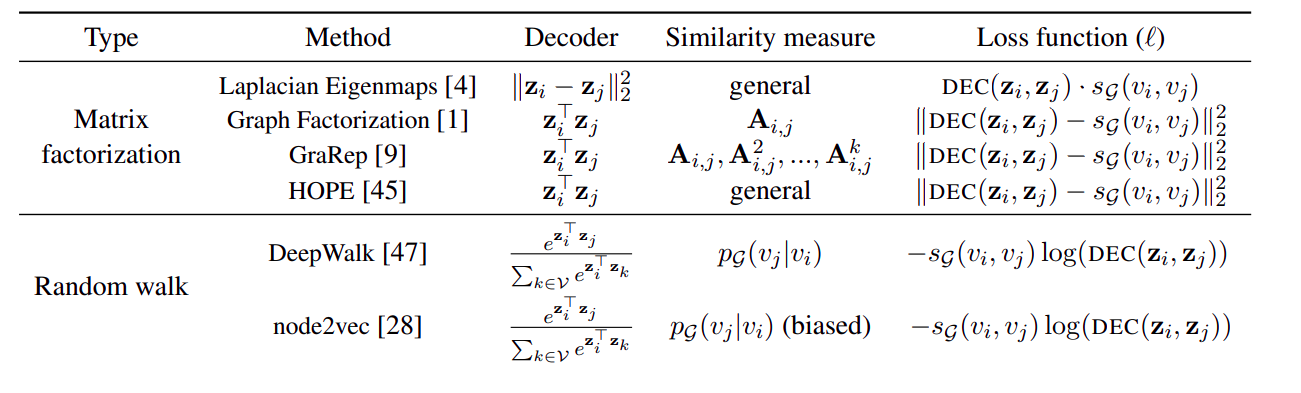 Type Method Decoder Similarity measure Loss function (ℓ)
Laplacian Eigenmaps [4] ‖z_i − z_j‖₂² general DEC(z_i, z_j) · s_G(v_i, v_j)
Matrix factorization
Graph Factorization [1] z_i^⊤ z_j A_{i,j} ‖DEC(z_i, z_j) − s_G(v_i, v_j)‖₂²
GraRep [9] z_i^⊤ z_j A_{i,j}, A²_{i,j}, ..., A^k_{i,j} ‖DEC(z_i, z_j) − s_G(v_i, v_j)‖₂²
HOPE [45] z_i^⊤ z_j general ‖DEC(z_i, z_j) − s_G(v_i, v_j)‖₂²
Random walk
DeepWalk [47] e^{z_i^⊤ z_j} / ∑_{k∈V} e^{z_i^⊤ z_k} p_G(v_j|v_i) −s_G(v_i, v_j) log(DEC(z_i, z_j))
node2vec [28] e^{z_i^⊤ z_j} / ∑_{k∈V} e^{z_i^⊤ z_k} p_G(v_j|v_i) (biased) −s_G(v_i, v_j) log(DEC(z_i, z_j))